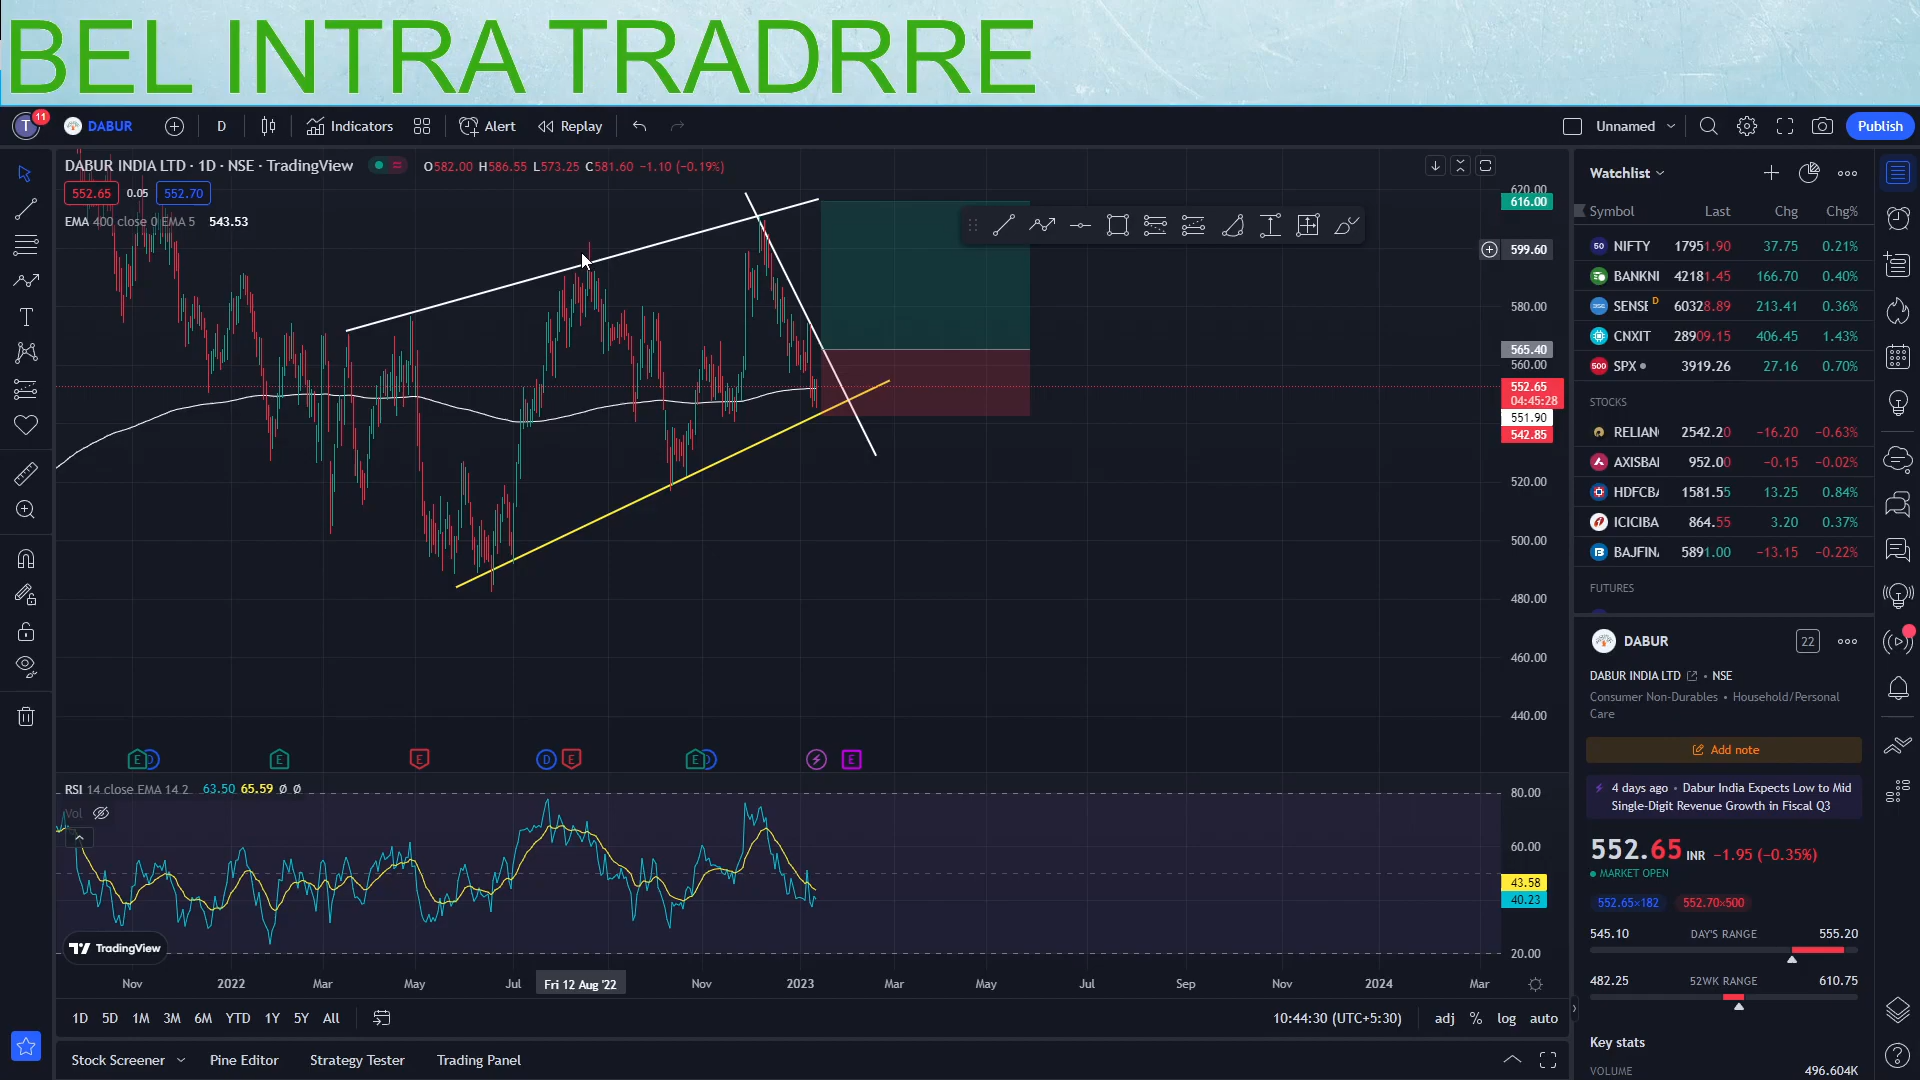 BEL INTRA TRADRRE
T 11 DABUR D Indicators Alert Replay Unnamed Publish
DABUR INDIA LTD · 1D · NSE · TradingView O582.00 H586.55 L573.25 C581.60 −1.10 (−0.19%)
552.65 0.05 552.70
EMA 400 close 0 EMA 5 543.53
620.00
616.00
599.60
580.00
565.40
560.00
552.65
04:45:28
551.90
542.85
520.00
500.00
480.00
460.00
440.00
E D E E D E E D E
RSI 14 close EMA 14 2 63.50 65.59 Ø Ø
Vol
80.00
60.00
43.58
40.23
20.00
TradingView
Nov 2022 Mar May Jul Fri 12 Aug '22 Nov 2023 Mar May Jul Sep Nov 2024 Mar
1D 5D 1M 3M 6M YTD 1Y 5Y All 10:44:30 (UTC+5:30) adj % log auto
Stock Screener Pine Editor Strategy Tester Trading Panel
Watchlist
Symbol Last Chg Chg%
50 NIFTY 17951.90 37.75 0.21%
BANKNI 42181.45 166.70 0.40%
SENSE D 60328.89 213.41 0.36%
CNXIT 28909.15 406.45 1.43%
500 SPX 3919.26 27.16 0.70%
STOCKS
RELIAN 2542.20 −16.20 −0.63%
AXISBAI 952.00 −0.15 −0.02%
HDFCBA 1581.55 13.25 0.84%
ICICIBA 864.55 3.20 0.37%
BAJFINA 5891.00 −13.15 −0.22%
FUTURES
DABUR 22
DABUR INDIA LTD • NSE
Consumer Non-Durables • Household/Personal
Care
Add note
4 days ago • Dabur India Expects Low to Mid
Single-Digit Revenue Growth in Fiscal Q3
552.65 INR −1.95 (−0.35%)
MARKET OPEN
552.65×182 552.70×500
545.10 DAY'S RANGE 555.20
482.25 52WK RANGE 610.75
Key stats
VOLUME 496.604K